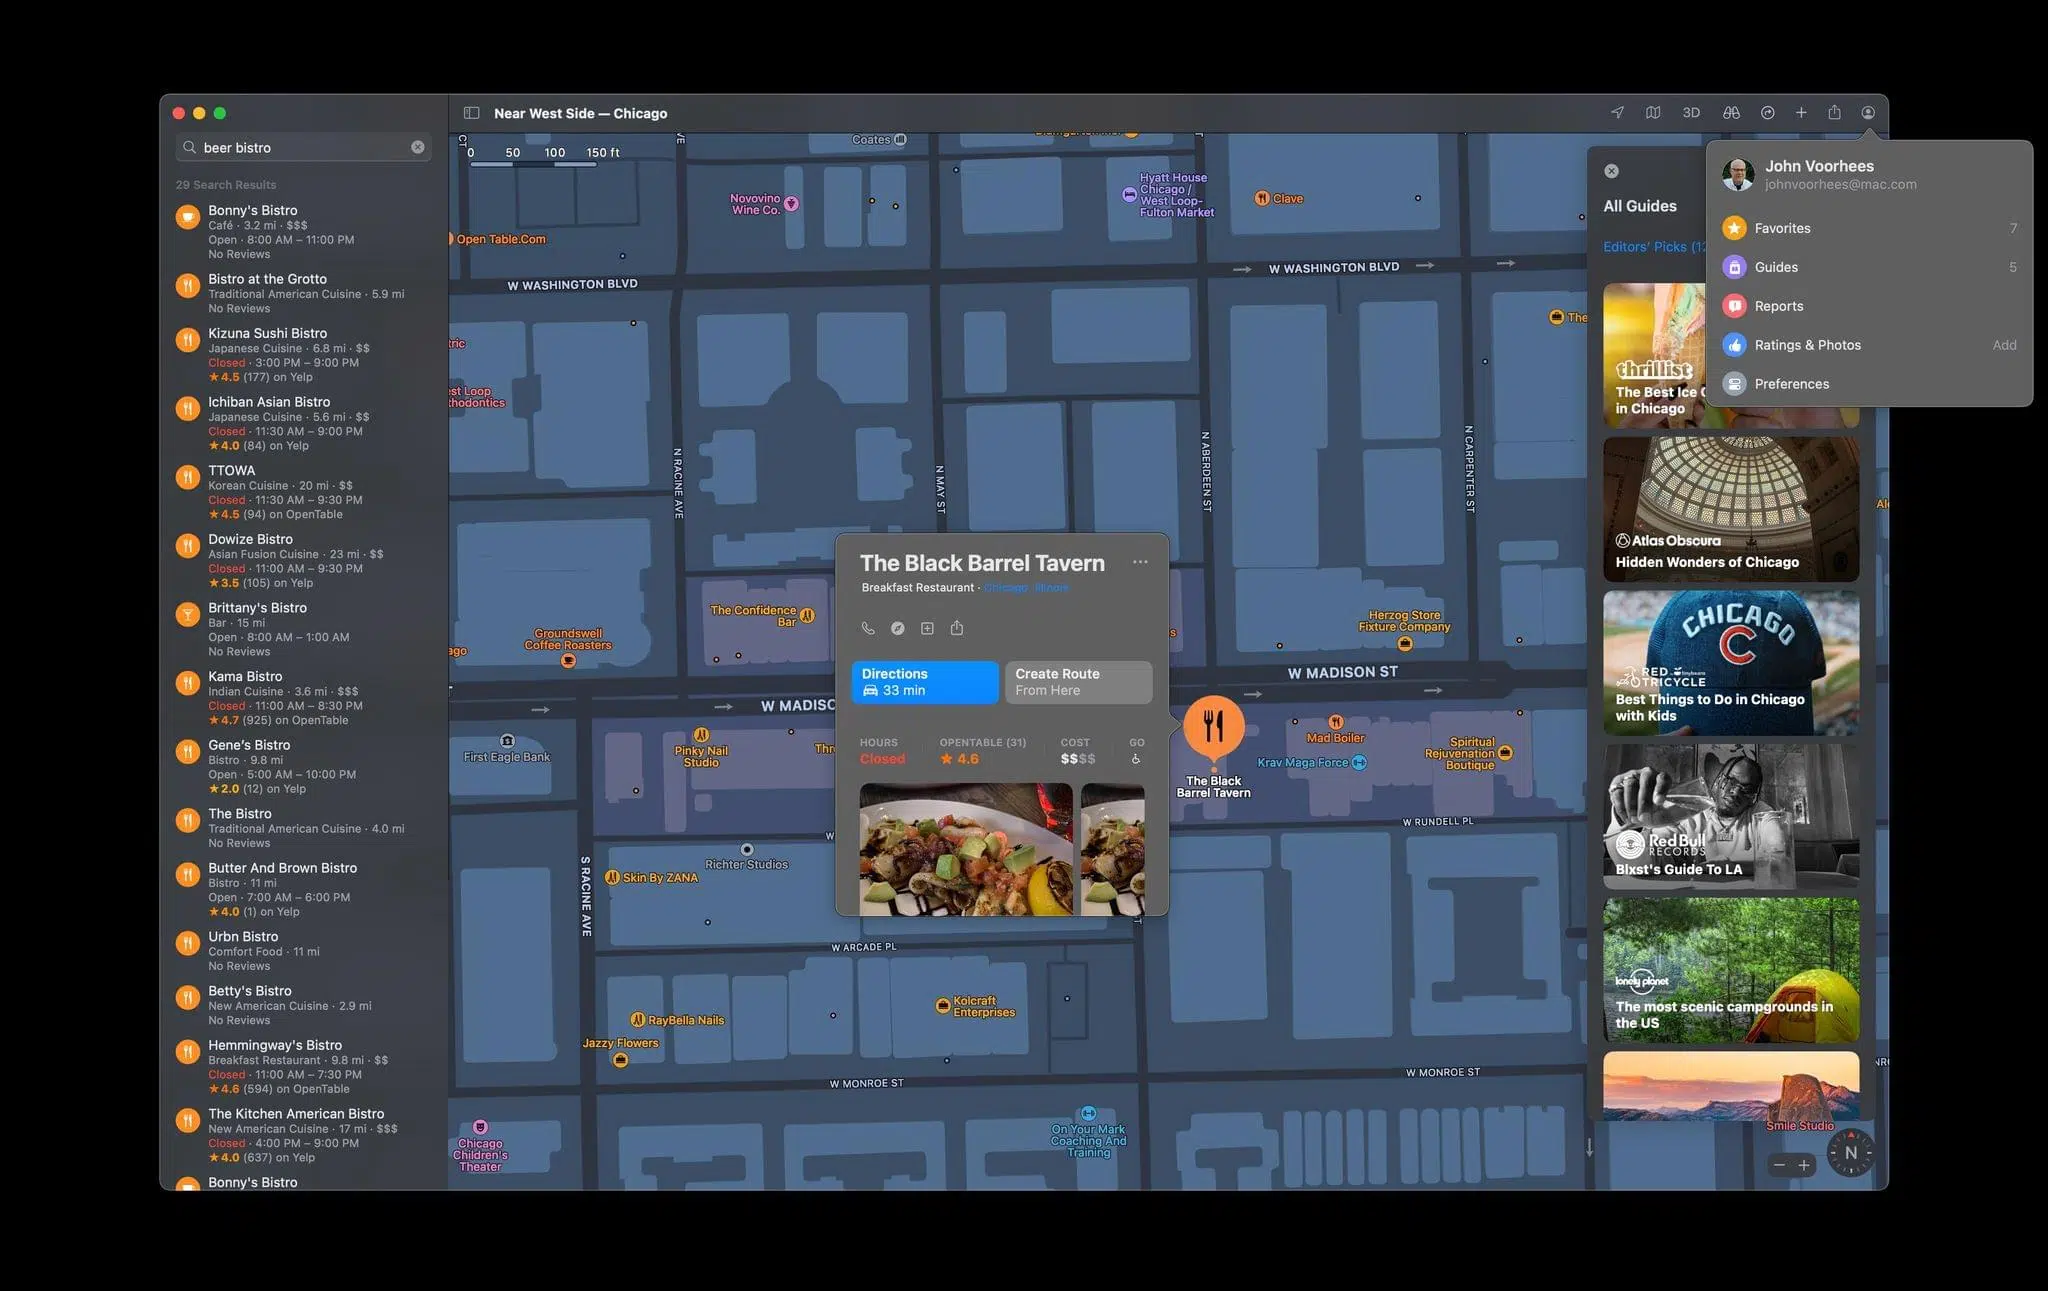 Near West Side — Chicago
3D
beer bistro
29 Search Results
Bonny's Bistro
Café · 3.2 mi · $$$
Open · 8:00 AM – 11:00 PM
No Reviews
Bistro at the Grotto
Traditional American Cuisine · 5.9 mi
No Reviews
Kizuna Sushi Bistro
Japanese Cuisine · 6.8 mi · $$
Closed · 3:00 PM – 9:00 PM
★4.5 (177) on Yelp
Ichiban Asian Bistro
Japanese Cuisine · 5.6 mi · $$
Closed · 11:30 AM – 9:00 PM
★4.0 (84) on Yelp
TTOWA
Korean Cuisine · 20 mi · $$
Closed · 11:30 AM – 9:30 PM
★4.5 (94) on OpenTable
Dowize Bistro
Asian Fusion Cuisine · 23 mi · $$
Closed · 11:00 AM – 9:30 PM
★3.5 (105) on Yelp
Brittany's Bistro
Bar · 15 mi
Open · 8:00 AM – 1:00 AM
No Reviews
Kama Bistro
Indian Cuisine · 3.6 mi · $$$
Closed · 11:00 AM – 8:30 PM
★4.7 (925) on OpenTable
Gene's Bistro
Bistro · 9.8 mi
Open · 5:00 AM – 10:00 PM
★2.0 (12) on Yelp
The Bistro
Traditional American Cuisine · 4.0 mi
No Reviews
Butter And Brown Bistro
Bistro · 11 mi
Open · 7:00 AM – 6:00 PM
★4.0 (1) on Yelp
Urbn Bistro
Comfort Food · 11 mi
No Reviews
Betty's Bistro
New American Cuisine · 2.9 mi
No Reviews
Hemmingway's Bistro
Breakfast Restaurant · 9.8 mi · $$
Closed · 11:00 AM – 7:30 PM
★4.6 (594) on OpenTable
The Kitchen American Bistro
New American Cuisine · 17 mi · $$$
Closed · 4:00 PM – 9:00 PM
★4.0 (637) on Yelp
Bonny's Bistro
0 50 100 150 ft
CT
VE
Coates
Novovino
Wine Co.
Hyatt House
Chicago /
West Loop-
Fulton Market
Clave
Open Table.Com
W WASHINGTON BLVD
W WASHINGTON BLVD
The
tric
est Loop
thodontics
N RACINE AVE
N MAY ST
N ABERDEEN ST
N CARPENTER ST
The Confidence
Bar
Groundswell
Coffee Roasters
ago
s
Herzog Store
Fixture Company
W MADISON ST
W MADISO
First Eagle Bank
Pinky Nail
Studio
Thr
Mad Boiler
Krav Maga Force
Spiritual
Rejuvenation
Boutique
The Black
Barrel Tavern
W RUNDELL PL
W
S RACINE AVE
Richter Studios
Skin By ZANA
ST
W ARCADE PL
Kolcraft
Enterprises
RayBella Nails
Jazzy Flowers
W MONROE ST
W MONROE ST
Chicago
Children's
Theater
On Your Mark
Coaching And
Training
Smile Studio
N
The Black Barrel Tavern
Breakfast Restaurant · Chicago, Illinois
Directions
33 min
Create Route
From Here
HOURS
Closed
OPENTABLE (31)
★ 4.6
COST
$$$$
GO
All Guides
Editors' Picks (12
thrillist
The Best Ice C
in Chicago
Atlas Obscura
Hidden Wonders of Chicago
CHICAGO
C
RED
TRICYCLE
Best Things to Do in Chicago
with Kids
Red Bull
RECORDS
Blxst's Guide To LA
lonely planet
The most scenic campgrounds in
the US
John Voorhees
johnvoorhees@mac.com
Favorites 7
Guides 5
Reports
Ratings & Photos Add
Preferences